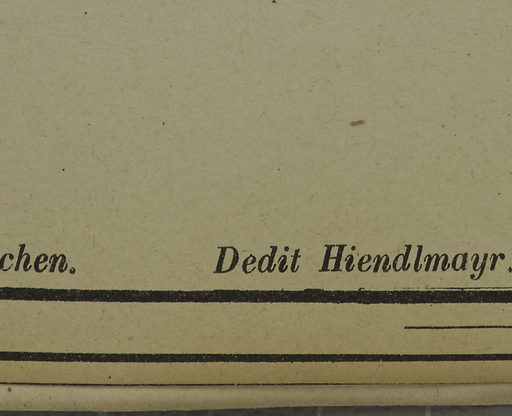 chen. Dedit Hiendlmayr.